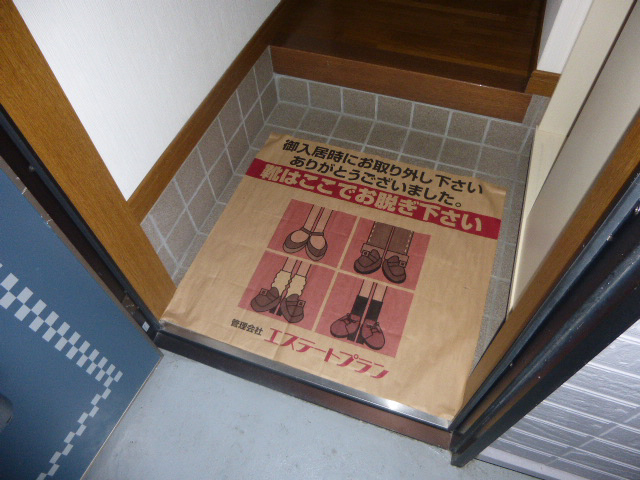 御入居時にお取り外し下さい
ありがとうございました。
靴はここでお脱ぎ下さい
管理会社 エステートプラン